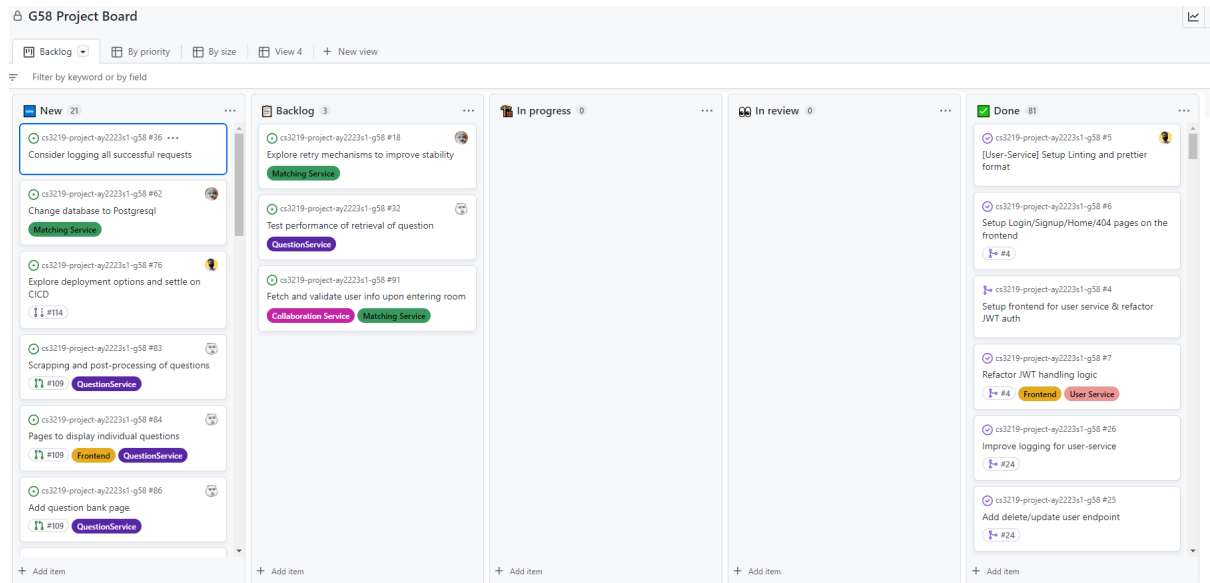 G58 Project Board
Backlog
By priority
By size
View 4
+ New view
Filter by keyword or by field
New 21
cs3219-project-ay2223s1-g58 #36
Consider logging all successful requests
cs3219-project-ay2223s1-g58 #62
Change database to Postgresql
Matching Service
cs3219-project-ay2223s1-g58 #76
Explore deployment options and settle on
CICD
#114
cs3219-project-ay2223s1-g58 #83
Scrapping and post-processing of questions
#109 QuestionService
cs3219-project-ay2223s1-g58 #84
Pages to display individual questions
#109 Frontend QuestionService
cs3219-project-ay2223s1-g58 #86
Add question bank page
#109 QuestionService
+ Add item
Backlog 3
cs3219-project-ay2223s1-g58 #18
Explore retry mechanisms to improve stability
Matching Service
cs3219-project-ay2223s1-g58 #32
Test performance of retrieval of question
QuestionService
cs3219-project-ay2223s1-g58 #91
Fetch and validate user info upon entering room
Collaboration Service Matching Service
+ Add item
In progress 0
+ Add item
In review 0
+ Add item
Done 81
cs3219-project-ay2223s1-g58 #5
[User-Service] Setup Linting and prettier
format
cs3219-project-ay2223s1-g58 #6
Setup Login/Signup/Home/404 pages on the
frontend
#4
cs3219-project-ay2223s1-g58 #4
Setup frontend for user service & refactor
JWT auth
cs3219-project-ay2223s1-g58 #7
Refactor JWT handling logic
#4 Frontend User Service
cs3219-project-ay2223s1-g58 #26
Improve logging for user-service
#24
cs3219-project-ay2223s1-g58 #25
Add delete/update user endpoint
#24
+ Add item